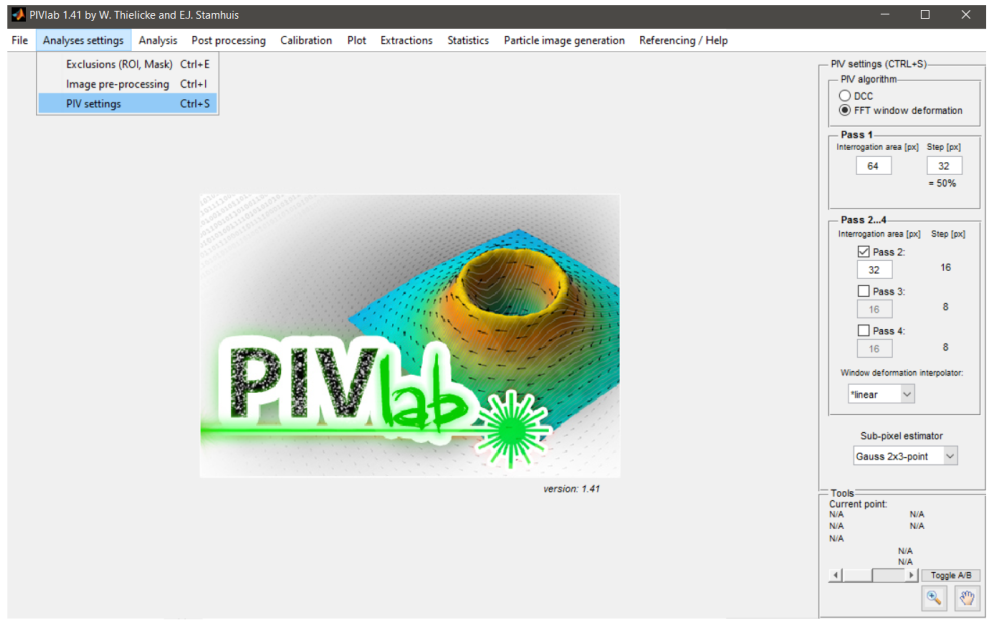 PIVlab 1.41 by W. Thielicke and E.J. Stamhuis
File Analyses settings Analysis Post processing Calibration Plot Extractions Statistics Particle image generation Referencing / Help
Exclusions (ROI, Mask) Ctrl+E
Image pre-processing Ctrl+I
PIV settings Ctrl+S
PIVlab
version: 1.41
PIV settings (CTRL+S)
PIV algorithm
DCC
FFT window deformation
Pass 1
Interrogation area [px] Step [px]
64 32
= 50%
Pass 2...4
Interrogation area [px] Step [px]
Pass 2:
32 16
Pass 3:
16 8
Pass 4:
16 8
Window deformation interpolator:
*linear
Sub-pixel estimator
Gauss 2x3-point
Tools
Current point:
N/A N/A
N/A N/A
N/A
N/A
N/A
Toggle A/B